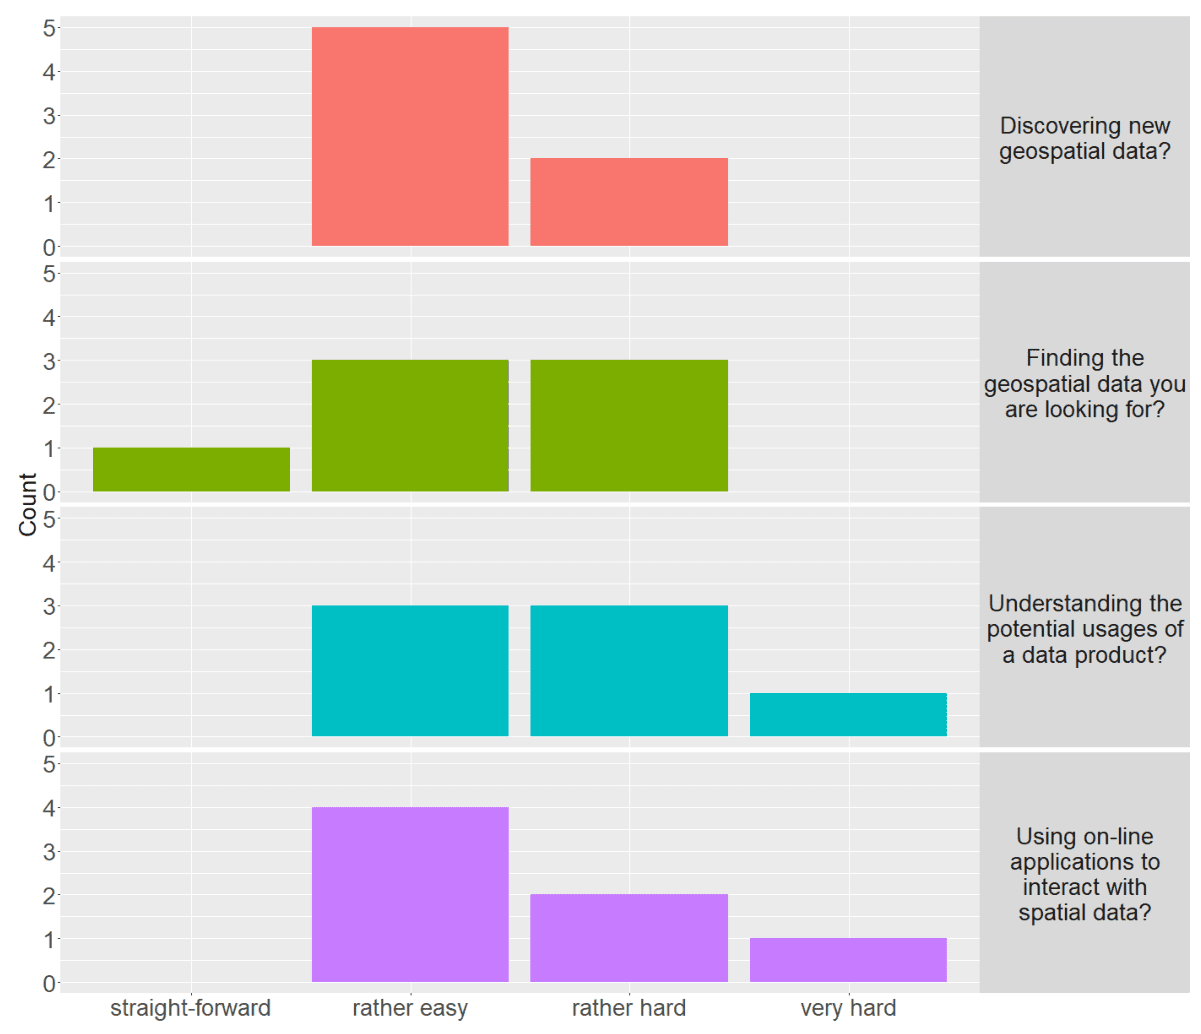 5
4
3
2
1
0
Discovering new
geospatial data?
5
4
3
2
1
0
Finding the
geospatial data you
are looking for?
Count
5
4
3
2
1
0
Understanding the
potential usages of
a data product?
5
4
3
2
1
0
Using on-line
applications to
interact with
spatial data?
straight-forward rather easy rather hard very hard